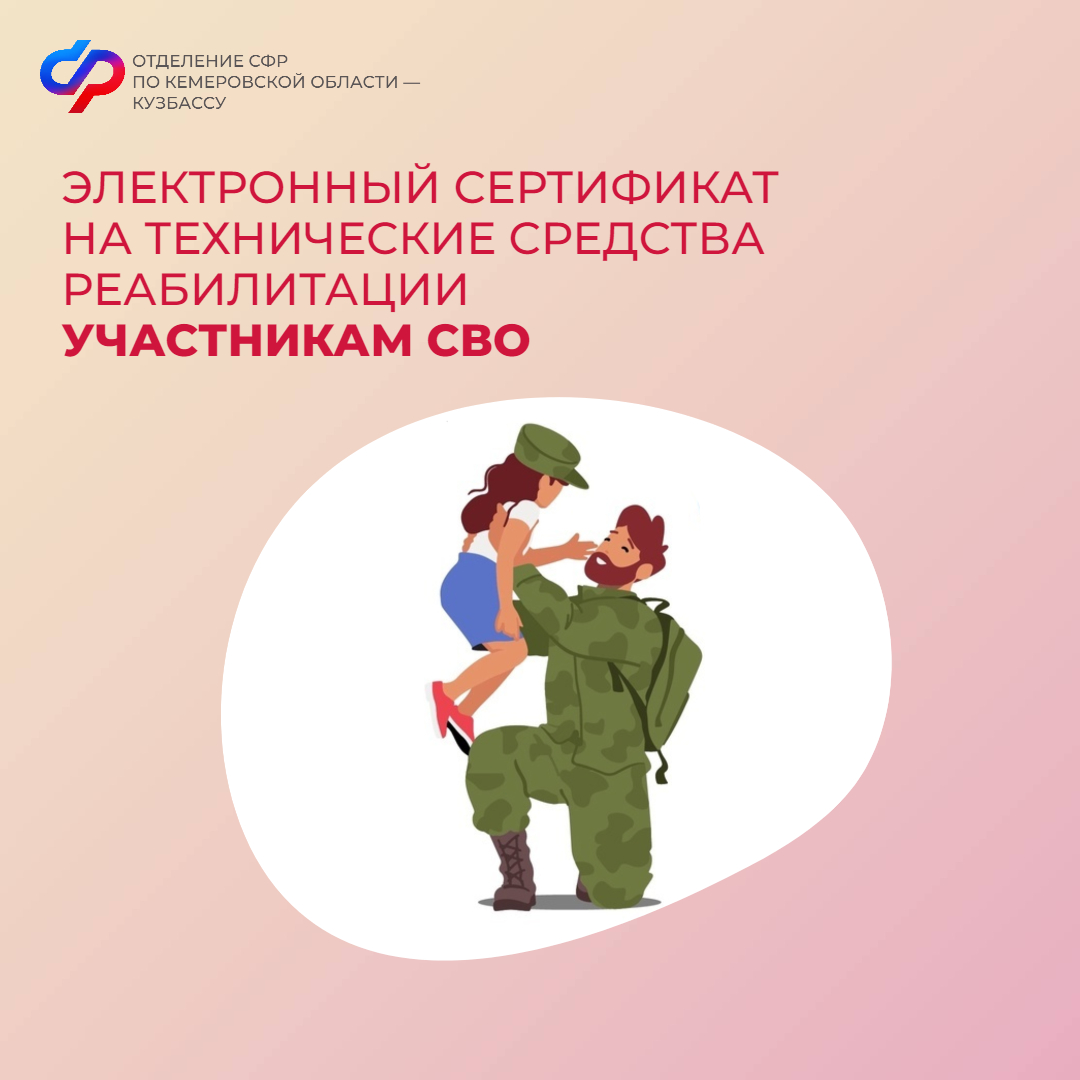 ОТДЕЛЕНИЕ СФР
ПО КЕМЕРОВСКОЙ ОБЛАСТИ —
КУЗБАССУ
ЭЛЕКТРОННЫЙ СЕРТИФИКАТ
НА ТЕХНИЧЕСКИЕ СРЕДСТВА
РЕАБИЛИТАЦИИ
УЧАСТНИКАМ СВО